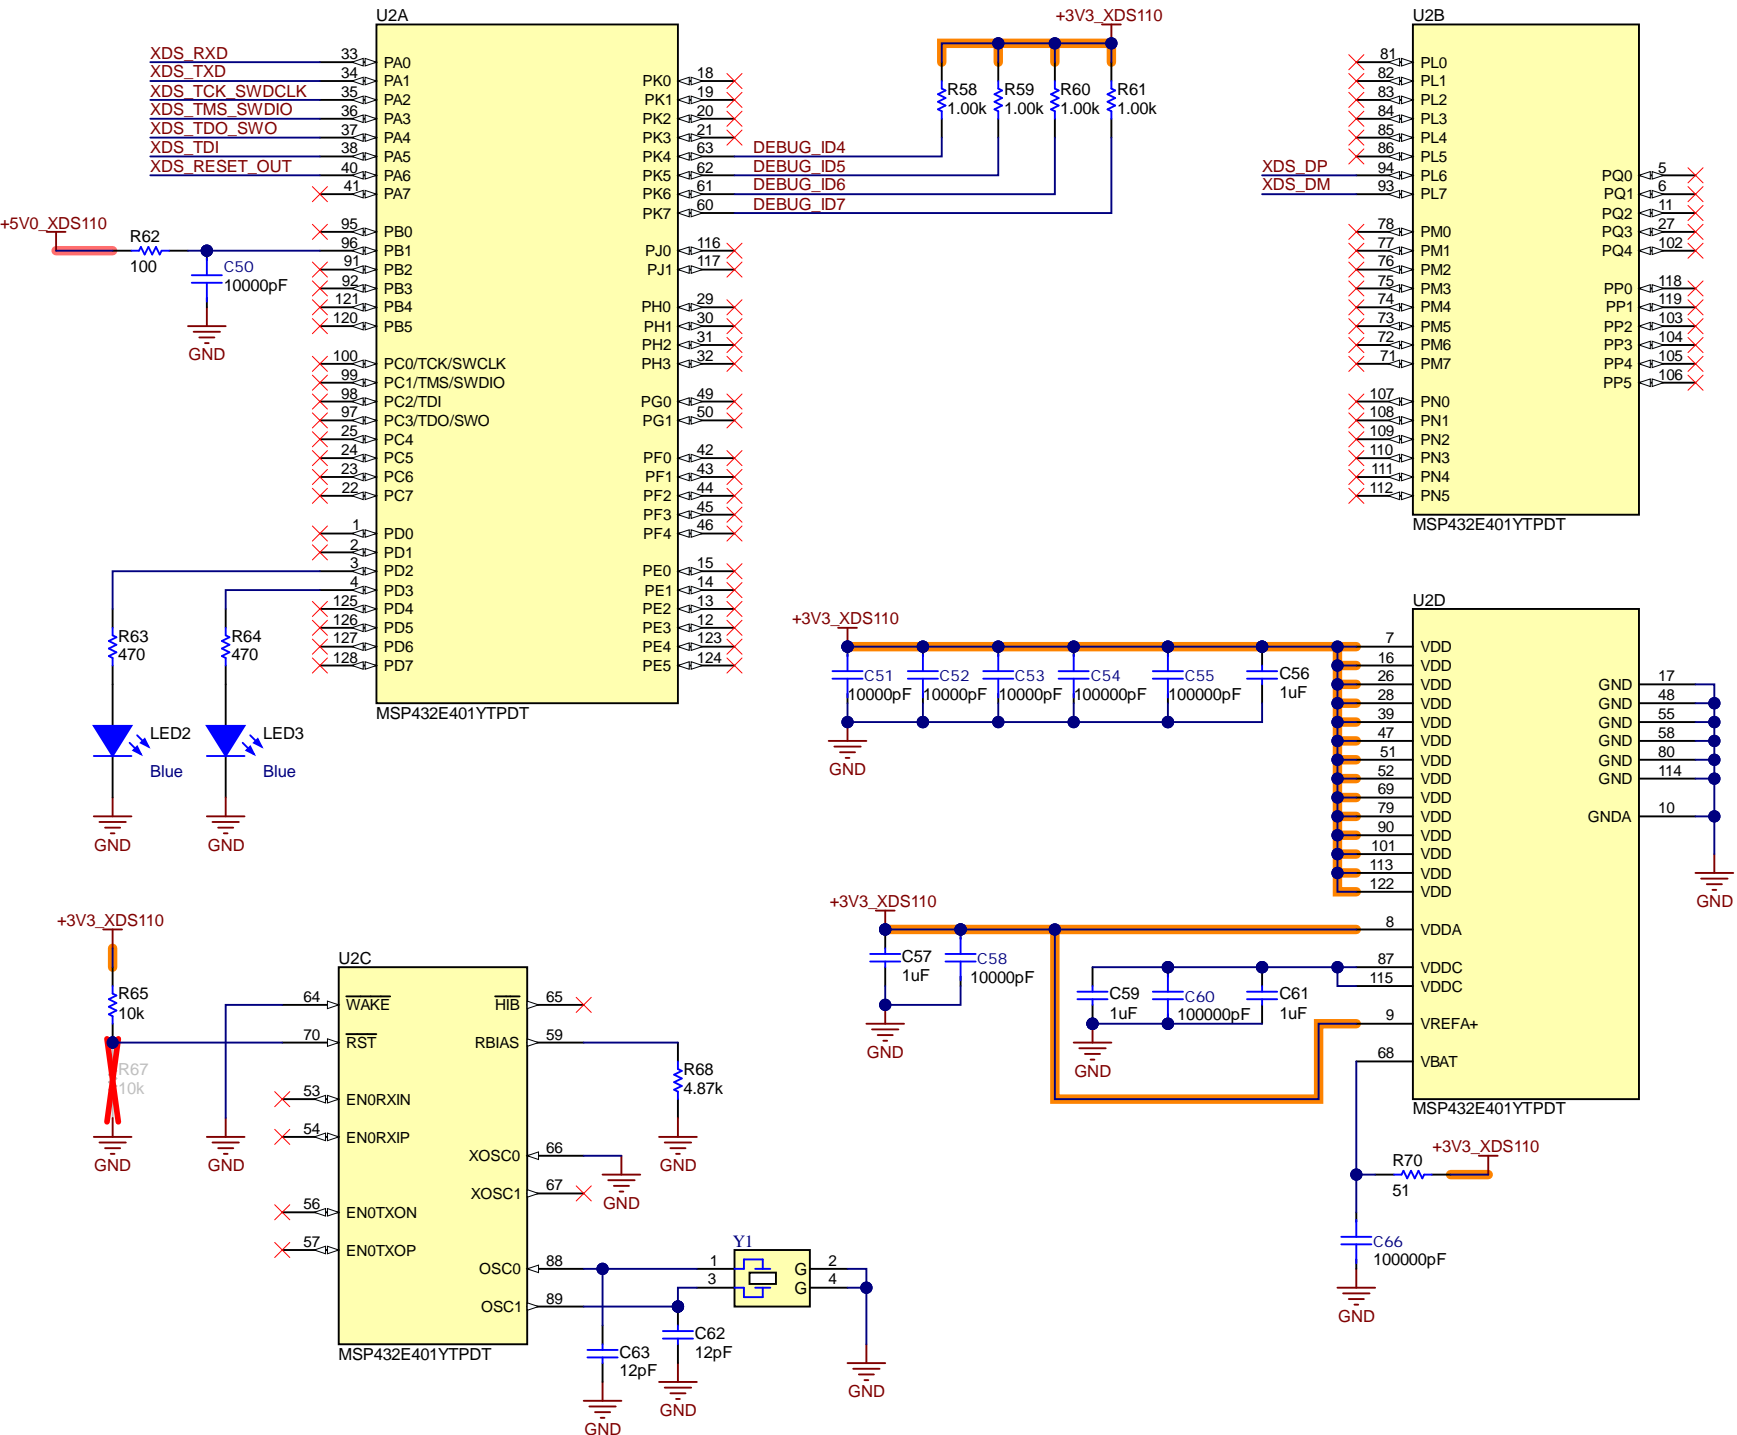 U2A
XDS_RXD 33 PA0
XDS_TXD 34 PA1
XDS_TCK_SWDCLK 35 PA2
XDS_TMS_SWDIO 36 PA3
XDS_TDO_SWO 37 PA4
XDS_TDI 38 PA5
XDS_RESET_OUT 40 PA6
41 PA7
+5V0_XDS110
R62
100
C50
10000pF
GND
95 PB0
96 PB1
91 PB2
92 PB3
121 PB4
120 PB5
100 PC0/TCK/SWCLK
99 PC1/TMS/SWDIO
98 PC2/TDI
97 PC3/TDO/SWO
25 PC4
24 PC5
23 PC6
22 PC7
1 PD0
2 PD1
3 PD2
4 PD3
125 PD4
126 PD5
127 PD6
128 PD7
PK0 18
PK1 19
PK2 20
PK3 21
PK4 63 DEBUG_ID4
PK5 62 DEBUG_ID5
PK6 61 DEBUG_ID6
PK7 60 DEBUG_ID7
PJ0 116
PJ1 117
PH0 29
PH1 30
PH2 31
PH3 32
PG0 49
PG1 50
PF0 42
PF1 43
PF2 44
PF3 45
PF4 46
PE0 15
PE1 14
PE2 13
PE3 12
PE4 123
PE5 124
MSP432E401YTPDT
+3V3_XDS110
R58 R59 R60 R61
1.00k 1.00k 1.00k 1.00k
R63
470
R64
470
LED2
Blue
LED3
Blue
GND
GND
U2B
81 PL0
82 PL1
83 PL2
84 PL3
85 PL4
86 PL5
XDS_DP 94 PL6
XDS_DM 93 PL7
78 PM0
77 PM1
76 PM2
75 PM3
74 PM4
73 PM5
72 PM6
71 PM7
107 PN0
108 PN1
109 PN2
110 PN3
111 PN4
112 PN5
PQ0 5
PQ1 6
PQ2 11
PQ3 27
PQ4 102
PP0 118
PP1 119
PP2 103
PP3 104
PP4 105
PP5 106
MSP432E401YTPDT
+3V3_XDS110
C51 C52 C53 C54 C55 C56
10000pF 10000pF 10000pF 100000pF 100000pF 1uF
GND
U2D
7 VDD
16 VDD
26 VDD
28 VDD
39 VDD
47 VDD
51 VDD
52 VDD
69 VDD
79 VDD
90 VDD
101 VDD
113 VDD
122 VDD
8 VDDA
87 VDDC
115 VDDC
9 VREFA+
68 VBAT
GND 17
GND 48
GND 55
GND 58
GND 80
GND 114
GNDA 10
GND
MSP432E401YTPDT
+3V3_XDS110
C57
1uF
C58
10000pF
GND
C59
1uF
C60
100000pF
C61
1uF
GND
+3V3_XDS110
R70
51
C66
100000pF
GND
+3V3_XDS110
R65
10k
R67
10k
GND
GND
U2C
64 WAKE
70 RST
53 EN0RXIN
54 EN0RXIP
56 EN0TXON
57 EN0TXOP
HIB 65
RBIAS 59
XOSC0 66
XOSC1 67
OSC0 88
OSC1 89
MSP432E401YTPDT
R68
4.87k
GND
GND
Y1
1 G 2
3 G 4
C62
12pF
C63
12pF
GND
GND
GND